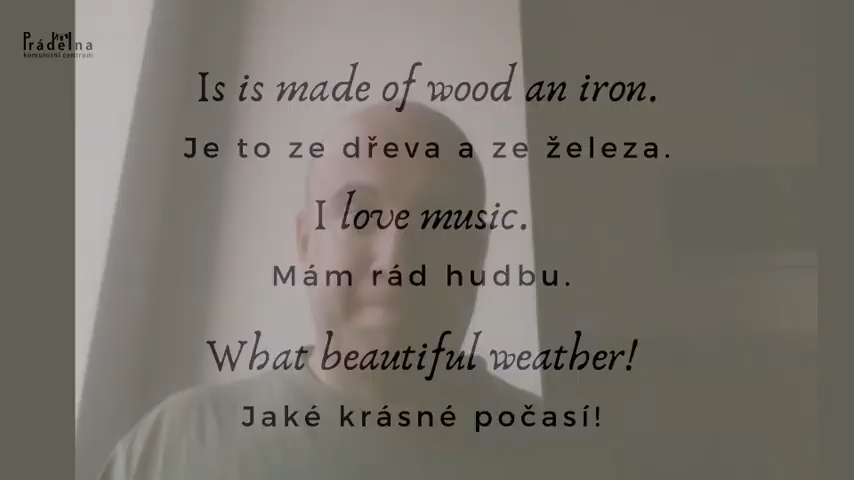 Prádelna
komunitní centrum
Is is made of wood an iron.
Je to ze dřeva a ze železa.
I love music.
Mám rád hudbu.
What beautiful weather!
Jaké krásné počasí!